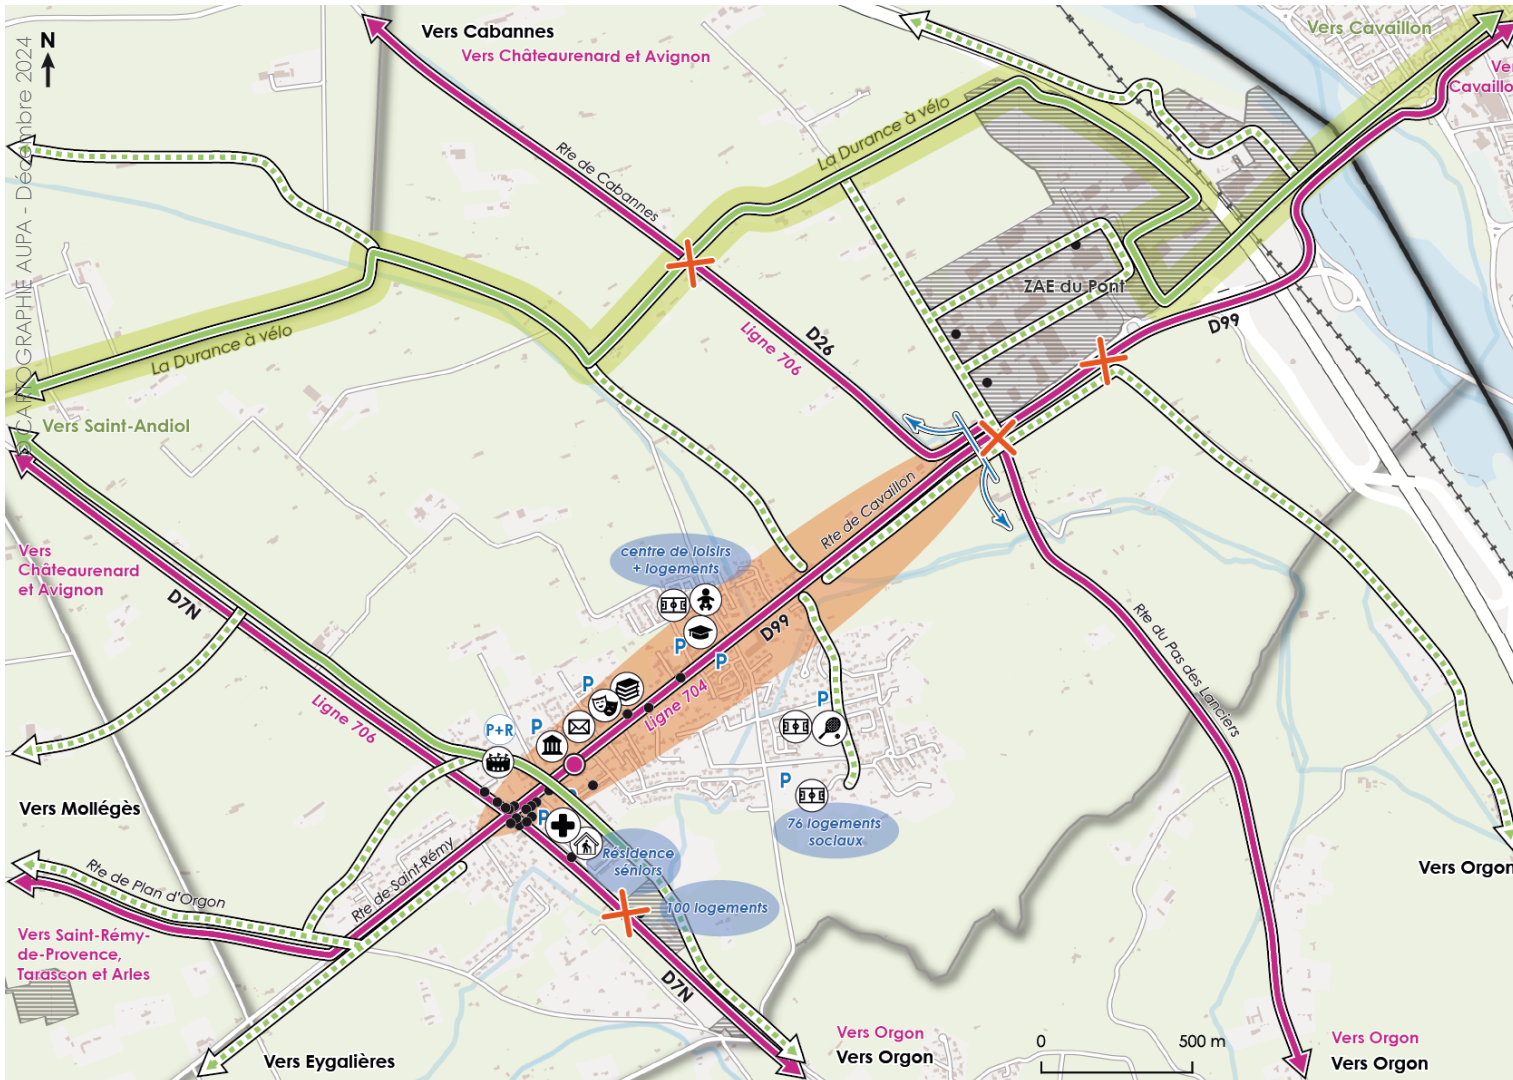 © CARTOGRAPHIE AUPA - Décembre 2024
N
Vers Cabannes
Vers Châteaurenard et Avignon
Vers Cavaillon
Ver
Cavaillo
La Durance à vélo
Rte de Cabannes
ZAE du Pont
D99
D26
Ligne 706
La Durance à vélo
Vers Saint-Andiol
Rte de Cavaillon
Vers
Châteaurenard
et Avignon
centre de loisirs
+ logements
D7N
D99
Rte du Pas des Lanciers
P
P
P
P
P
P+R
Ligne 704
Ligne 706
P
P
76 logements
sociaux
Vers Mollégès
Résidence
séniors
100 logements
Rte de Saint-Rémy
Rte de Plan d'Orgon
Vers Orgon
Vers Saint-Rémy-
de-Provence,
Tarascon et Arles
D7N
Vers Eygalières
Vers Orgon
Vers Orgon
0
500 m
Vers Orgon
Vers Orgon